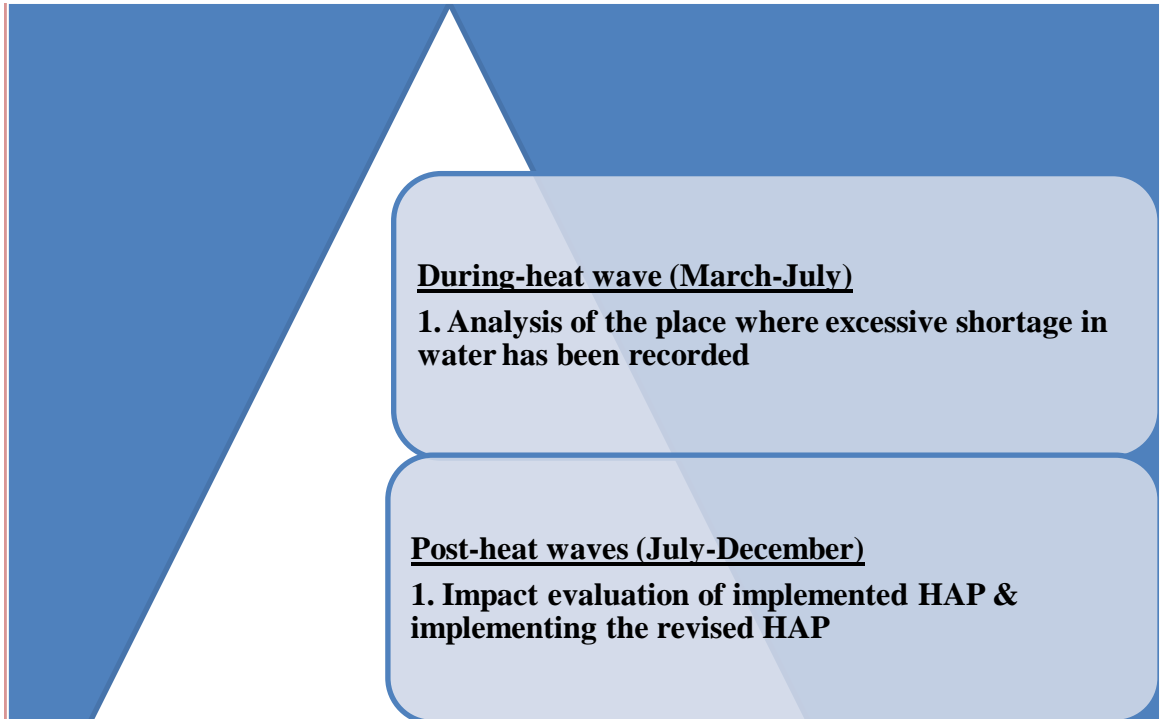 During-heat wave (March-July)
1. Analysis of the place where excessive shortage in
water has been recorded
Post-heat waves (July-December)
1. Impact evaluation of implemented HAP &
implementing the revised HAP